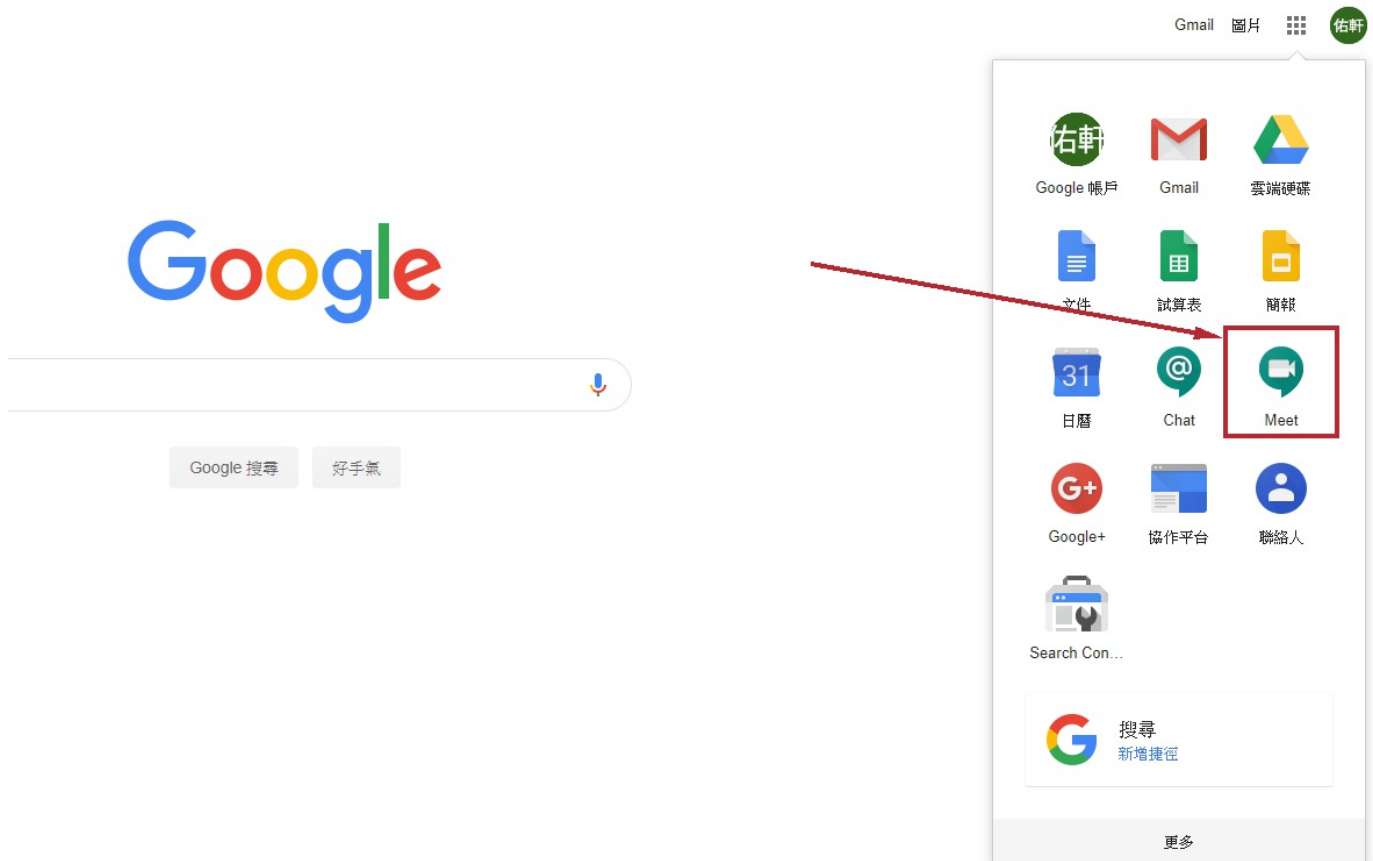 Gmail 圖片 佑軒
佑軒
Google 帳戶 Gmail 雲端硬碟
Google
文件 試算表 簡報
31 @
日曆 Chat Meet
Google 搜尋 好手氣
G+
Google+ 協作平台 聯絡人
Search Con...
G 搜尋
新增捷徑
更多